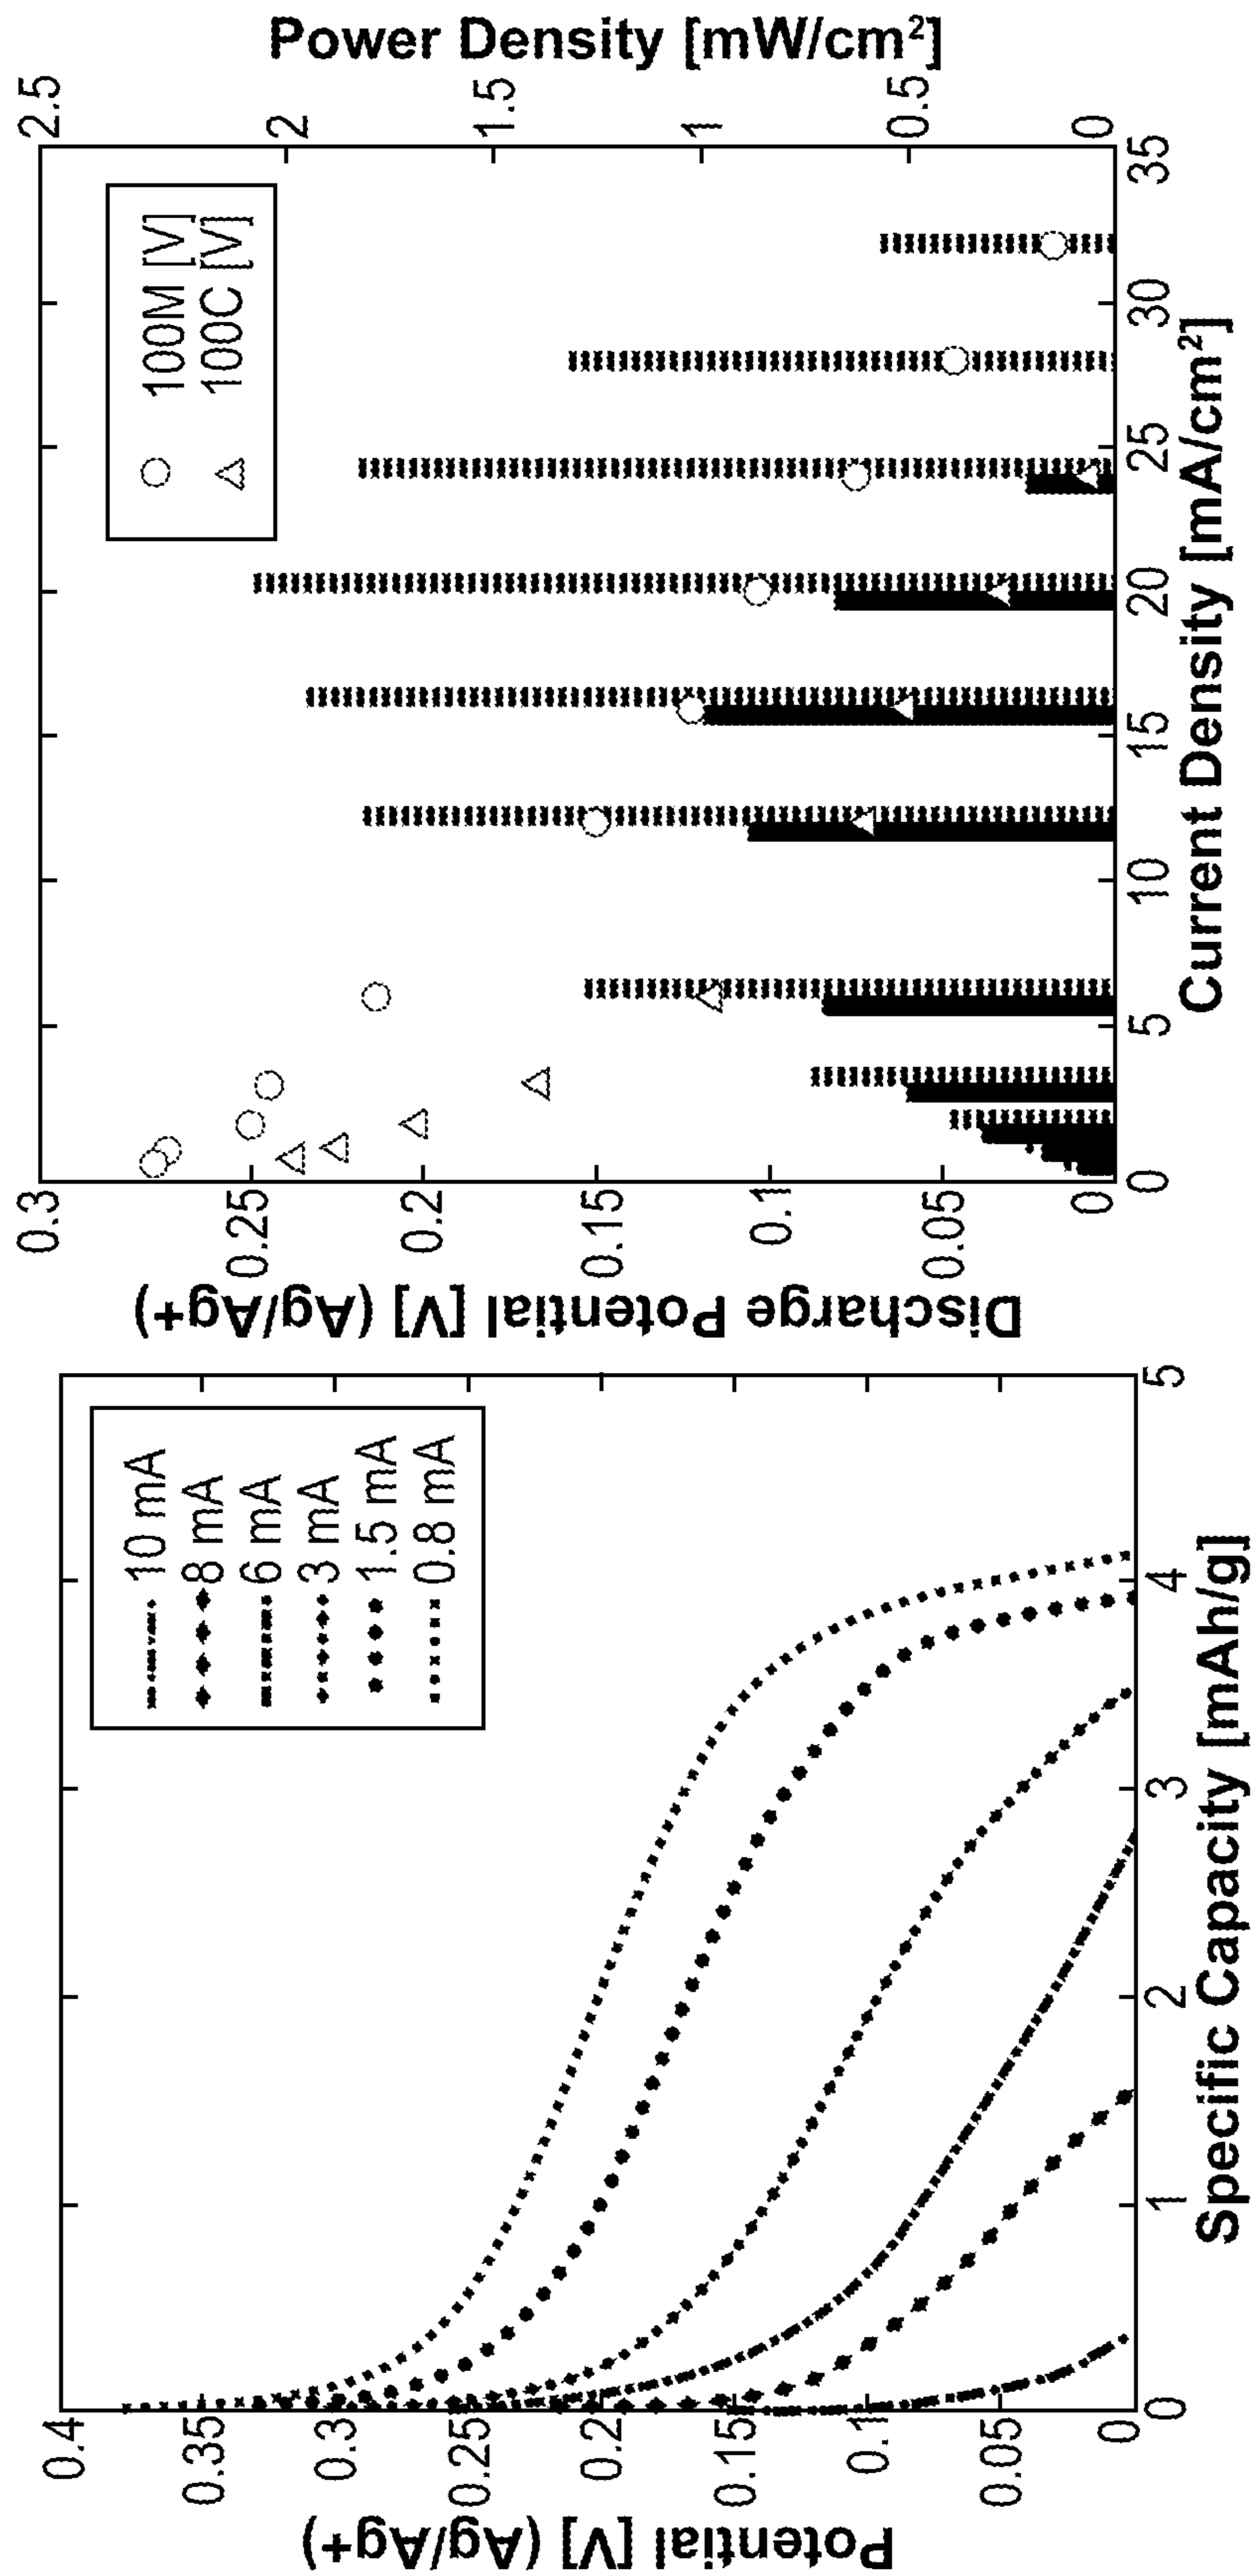 Potential [V] (Ag/Ag+)
0.4
0.35
0.3
0.25
0.2
0.15
0.1
0.05
0
10 mA
8 mA
6 mA
3 mA
1.5 mA
0.8 mA
0
1
2
3
4
5
Specific Capacity [mAh/g]
Discharge Potential [V] (Ag/Ag+)
0.3
0.25
0.2
0.15
0.1
0.05
0
100M [V]
100C [V]
0
5
10
15
20
25
30
35
Current Density [mA/cm²]
2.5
2
1.5
1
0.5
0
Power Density [mW/cm²]